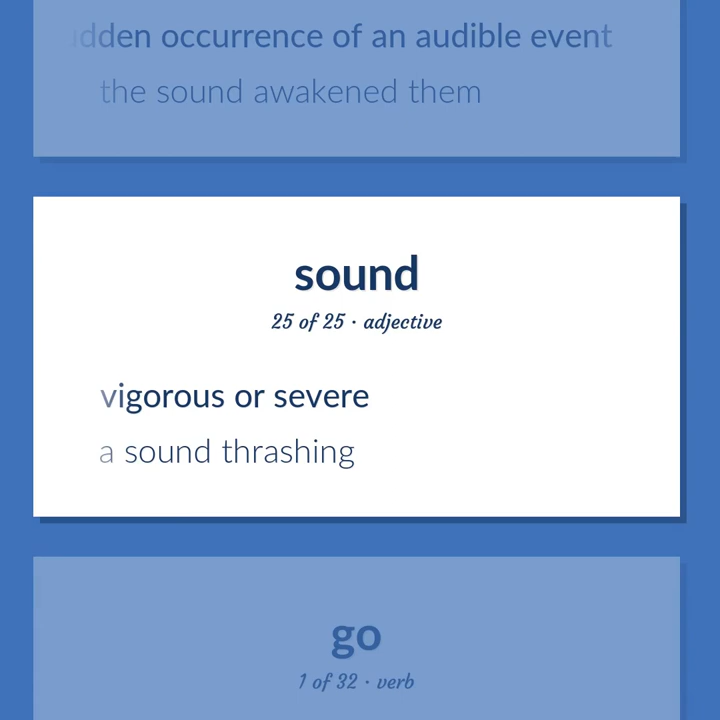 occurrence of an audible event
the sound awakened them
sound
25 of 25 · adjective
vigorous or severe
a sound thrashing
go
1 of 32 · verb